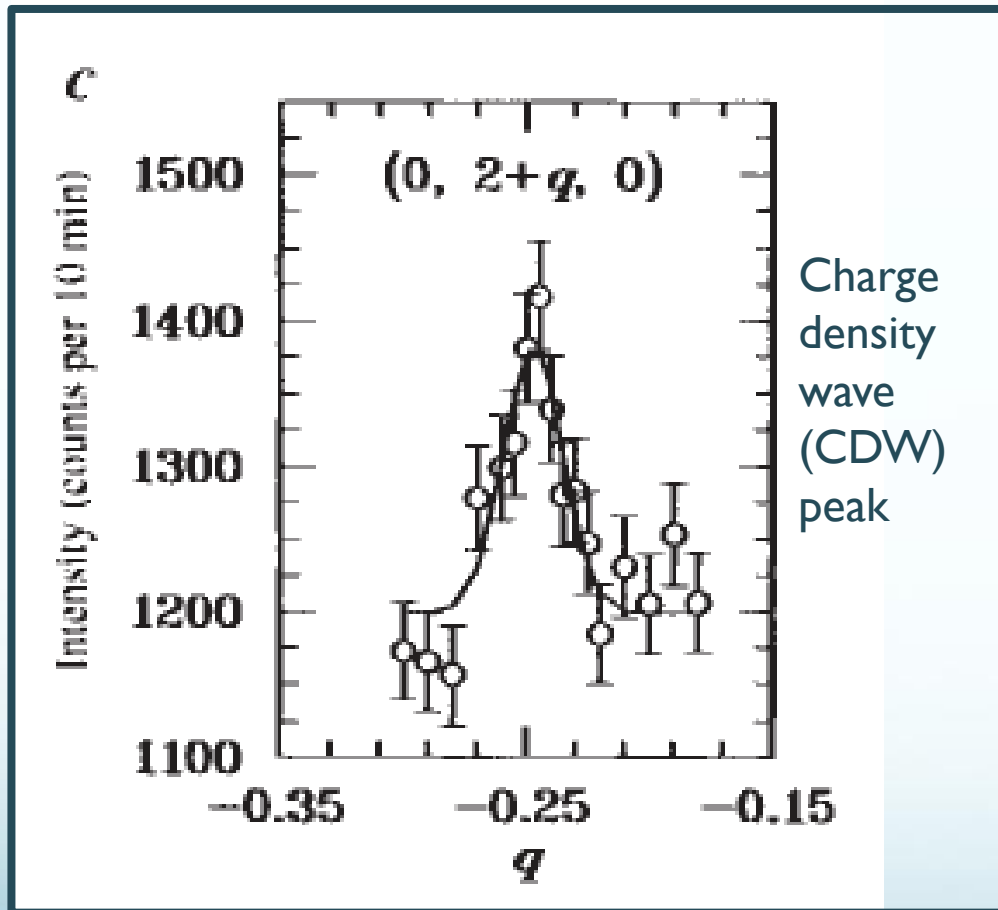 c
(0, 2+q, 0)
Intensity (counts per 10 min)
1500
1400
1300
1200
1100
−0.35
−0.25
−0.15
q
Charge
density
wave
(CDW)
peak